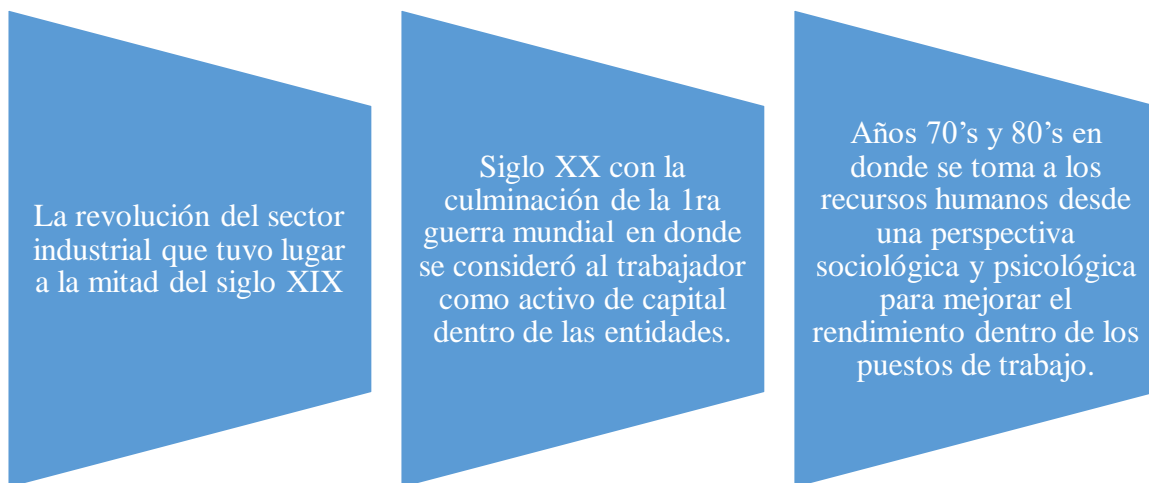 La revolución del sector
industrial que tuvo lugar
a la mitad del siglo XIX
Siglo XX con la
culminación de la 1ra
guerra mundial en donde
se consideró al trabajador
como activo de capital
dentro de las entidades.
Años 70’s y 80’s en
donde se toma a los
recursos humanos desde
una perspectiva
sociológica y psicológica
para mejorar el
rendimiento dentro de los
puestos de trabajo.